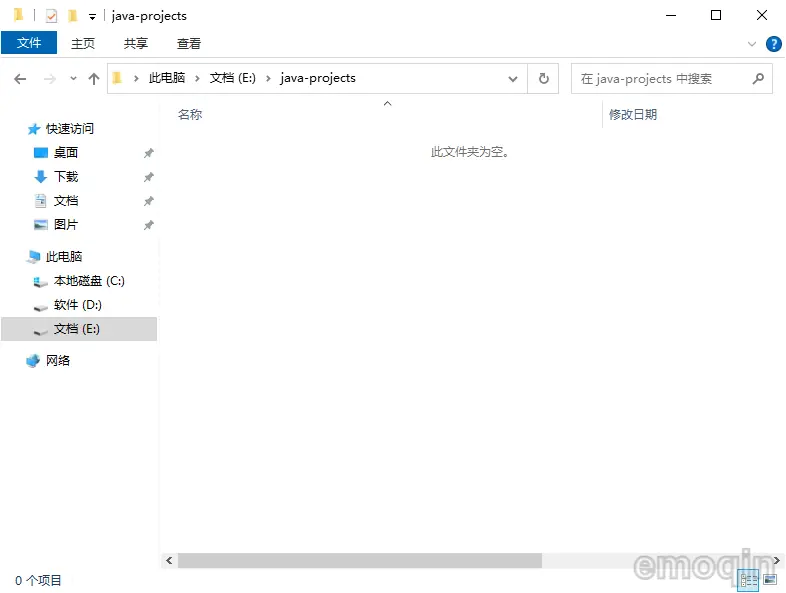 java-projects
文件 主页 共享 查看
此电脑 文档 (E:) java-projects 在 java-projects 中搜索
名称 修改日期
此文件夹为空。
快速访问
桌面
下载
文档
图片
此电脑
本地磁盘 (C:)
软件 (D:)
文档 (E:)
网络
0 个项目
emoqin